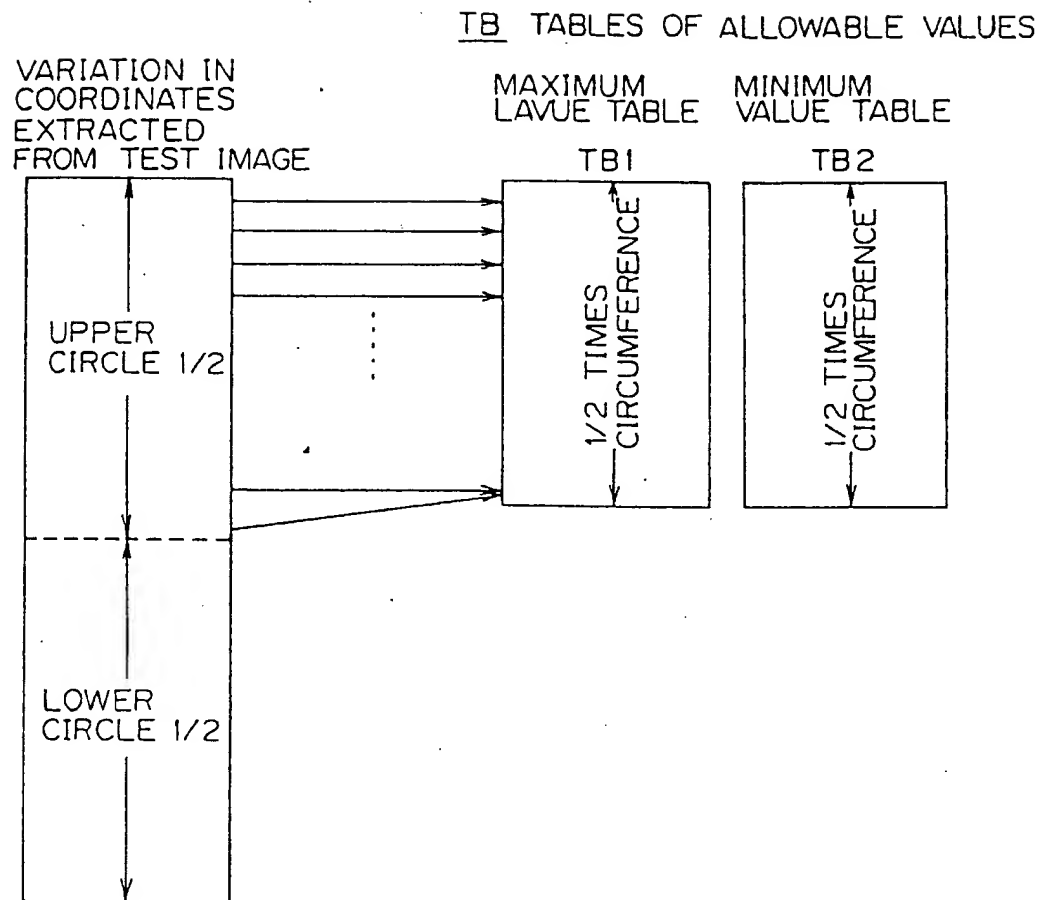 TB TABLES OF ALLOWABLE VALUES
VARIATION IN
COORDINATES
EXTRACTED
FROM TEST IMAGE
MAXIMUM
LAVUE TABLE
TB1
MINIMUM
VALUE TABLE
TB2
UPPER
CIRCLE 1/2
1/2 TIMES
CIRCUMFERENCE
1/2 TIMES
CIRCUMFERENCE
LOWER
CIRCLE 1/2